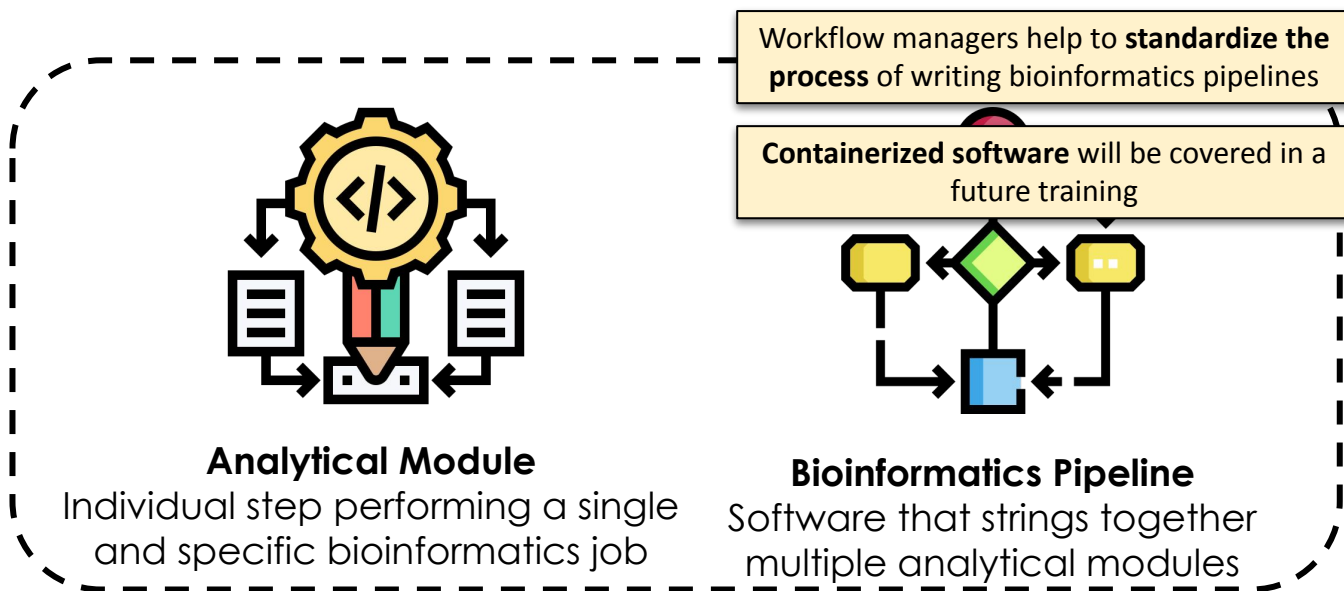 Workflow managers help to standardize the
process of writing bioinformatics pipelines
Containerized software will be covered in a
future training
</>
Analytical Module
Individual step performing a single
and specific bioinformatics job
Bioinformatics Pipeline
Software that strings together
multiple analytical modules